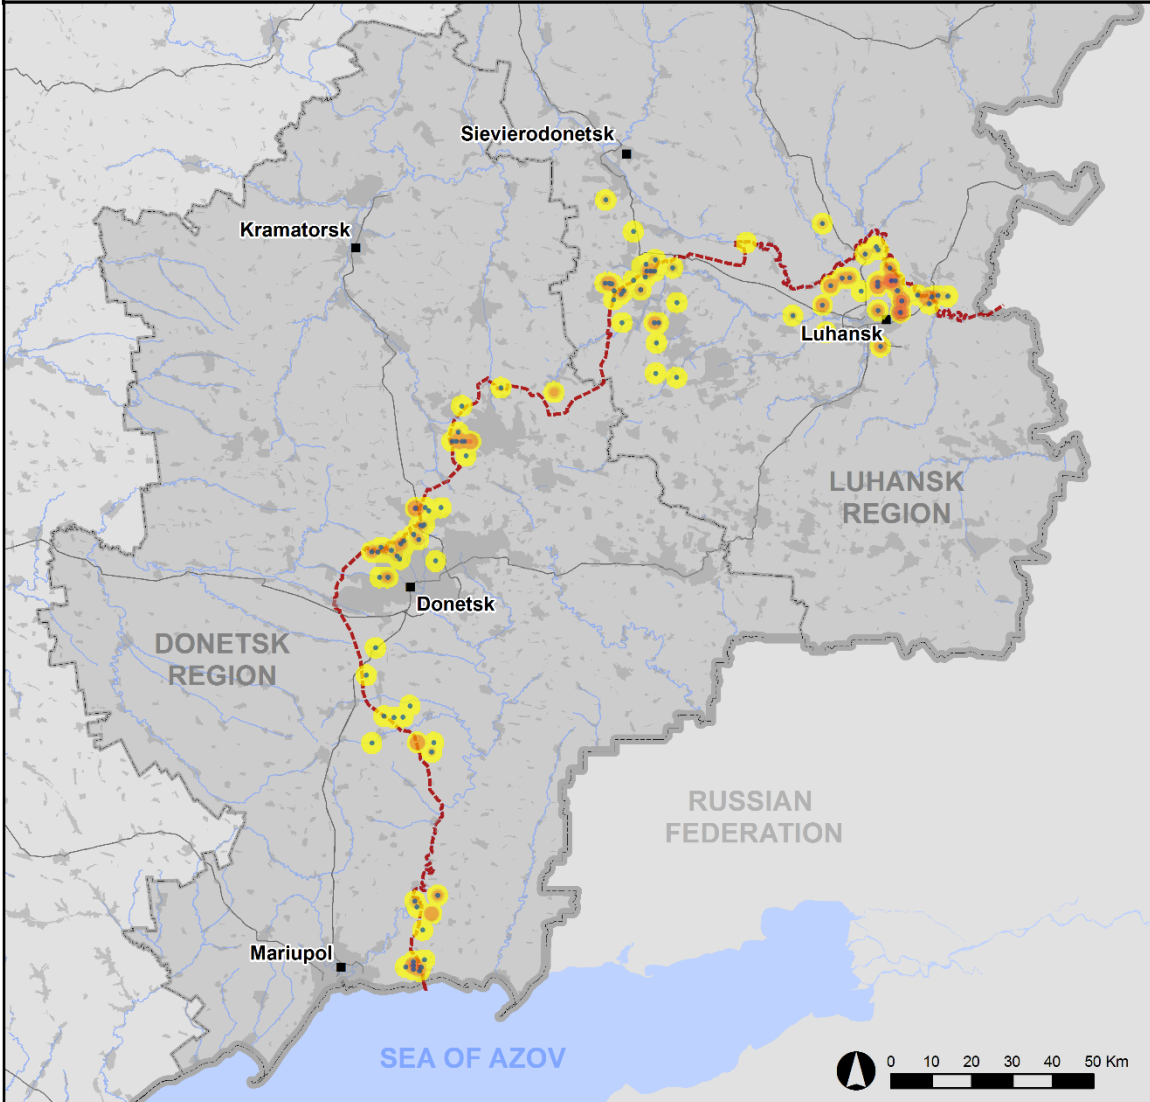 Sievierodonetsk
Kramatorsk
Luhansk
LUHANSK
REGION
Donetsk
DONETSK
REGION
RUSSIAN
FEDERATION
Mariupol
SEA OF AZOV
0 10 20 30 40 50 Km